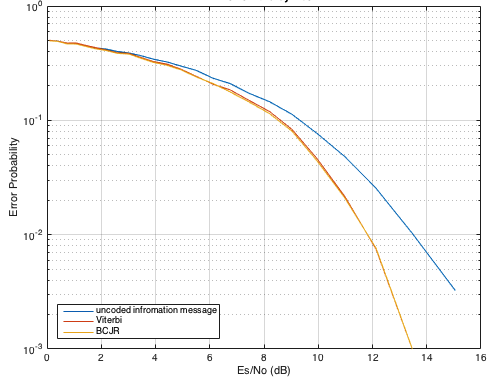 10^0
10^-1
10^-2
10^-3
Error Probability
uncoded infromation message
Viterbi
BCJR
0 2 4 6 8 10 12 14 16
Es/No (dB)